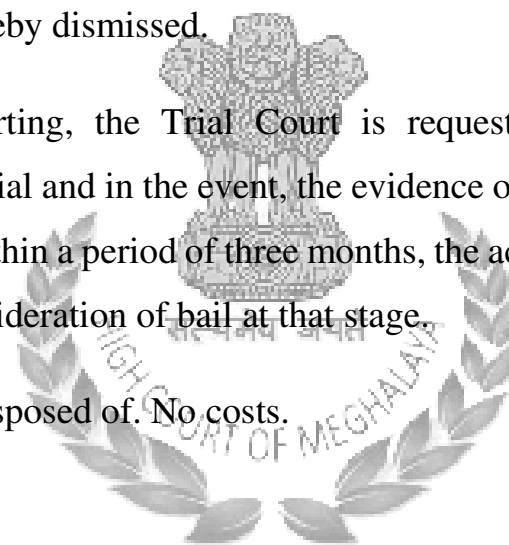 eby dismissed.
rting, the Trial Court is request
ial and in the event, the evidence o
ithin a period of three months, the ac
ideration of bail at that stage.
सत्यमेव जयते
HIGH COURT OF MEGHALAYA
sposed of. No costs.